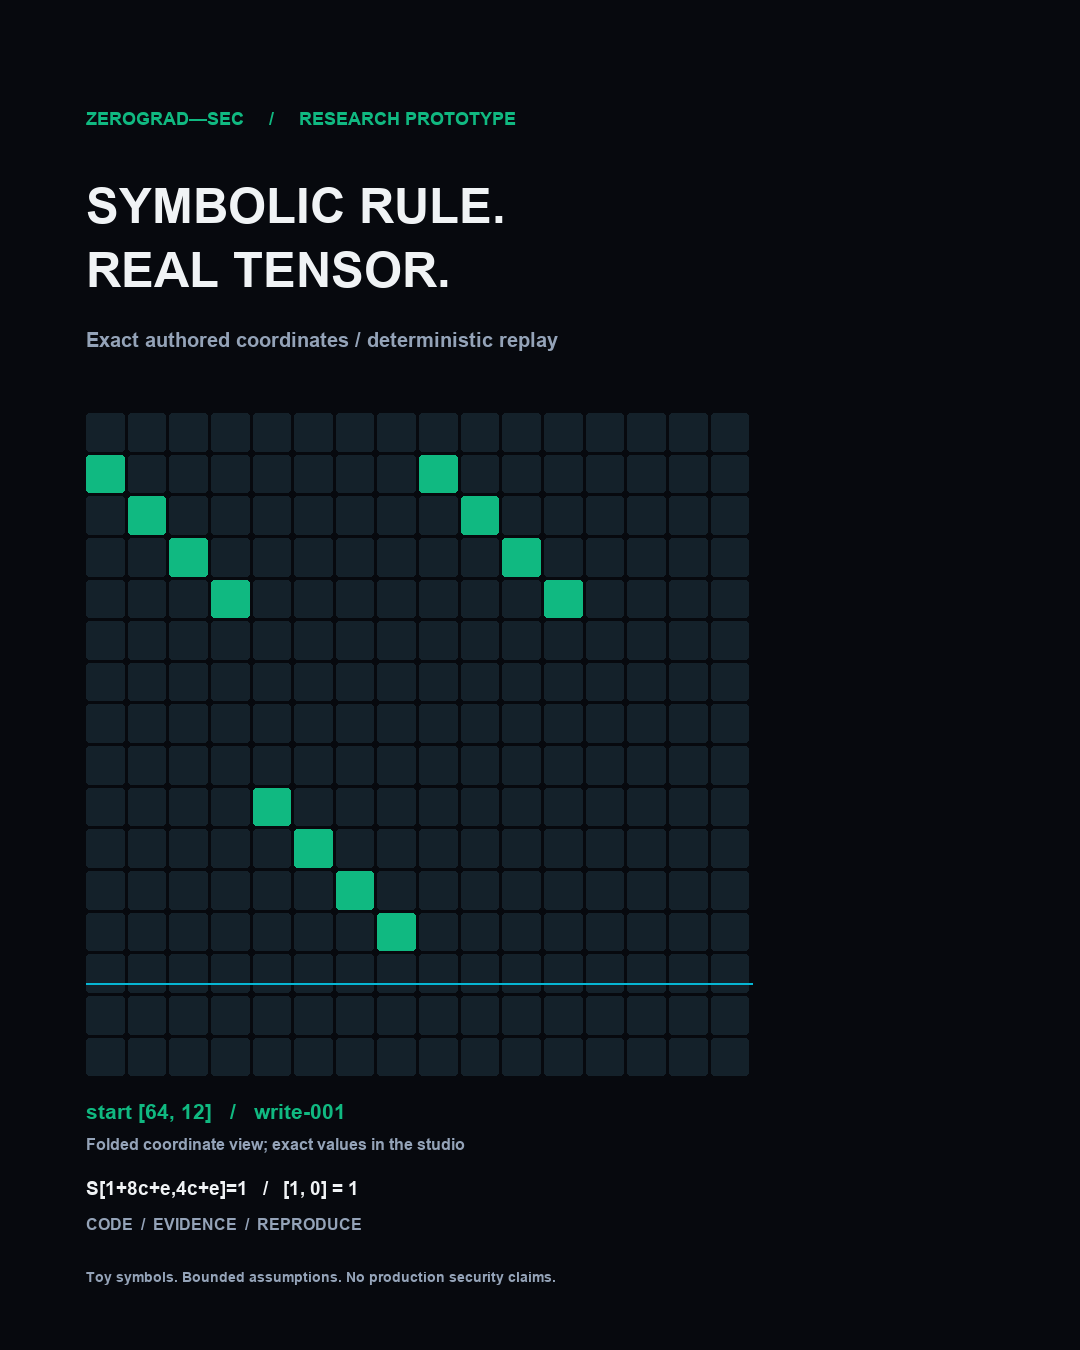 ZEROGRAD—SEC / RESEARCH PROTOTYPE
SYMBOLIC RULE.
REAL TENSOR.
Exact authored coordinates / deterministic replay
start [64, 12] / write-001
Folded coordinate view; exact values in the studio
S[1+8c+e,4c+e]=1 / [1, 0] = 1
CODE / EVIDENCE / REPRODUCE
Toy symbols. Bounded assumptions. No production security claims.